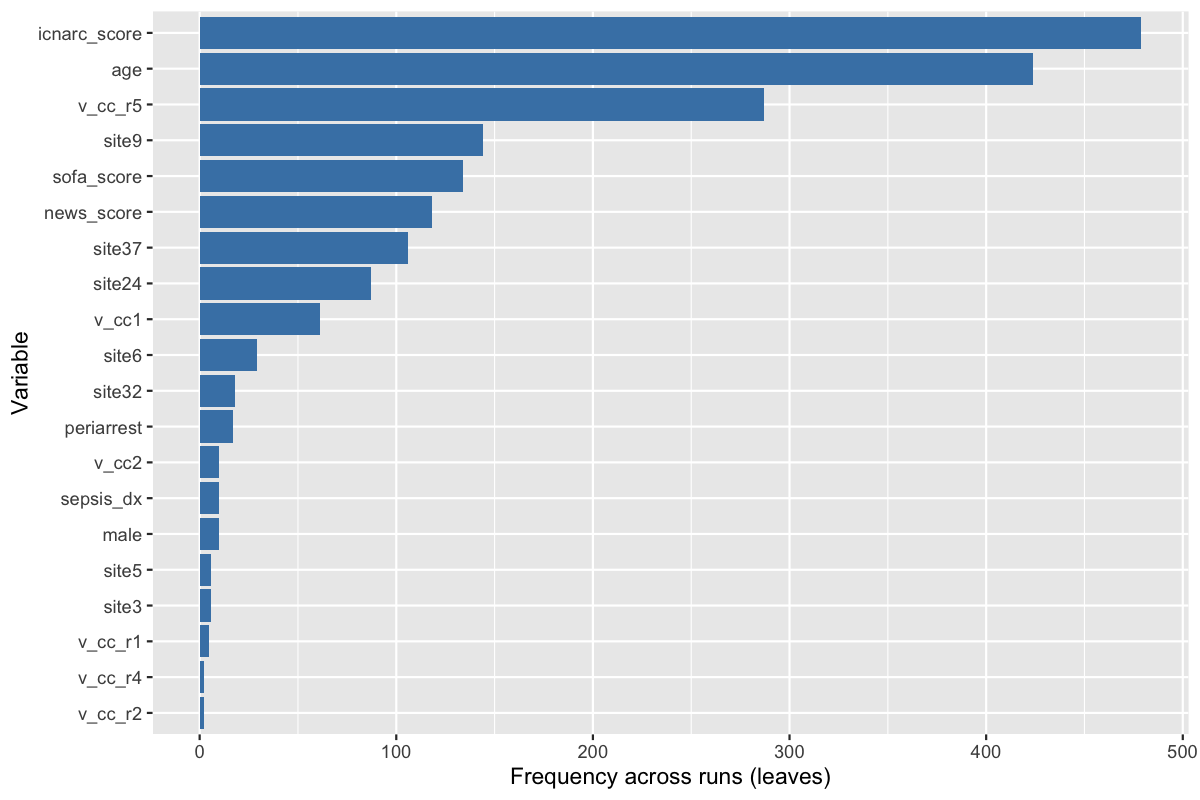 icnarc_score
age
v_cc_r5
site9
sofa_score
news_score
site37
site24
v_cc1
site6
site32
periarrest
v_cc2
sepsis_dx
male
site5
site3
v_cc_r1
v_cc_r4
v_cc_r2
Variable
0 100 200 300 400 500
Frequency across runs (leaves)